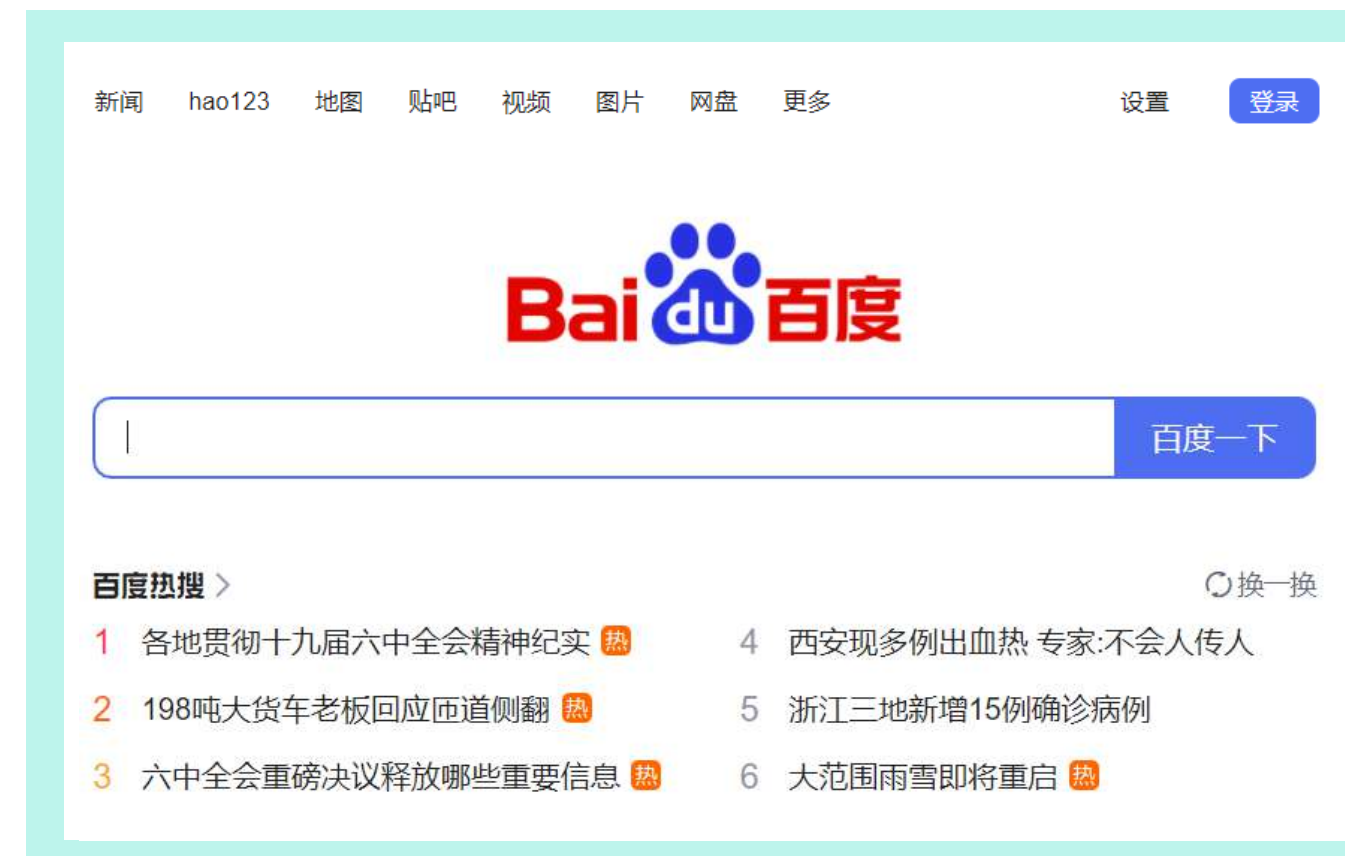 新闻 hao123 地图 贴吧 视频 图片 网盘 更多 设置 登录
Bai du 百度
百度一下
百度热搜 换一换
1 各地贯彻十九届六中全会精神纪实 热
2 198吨大货车老板回应匝道侧翻 热
3 六中全会重磅决议释放哪些重要信息 热
4 西安现多例出血热 专家:不会人传人
5 浙江三地新增15例确诊病例
6 大范围雨雪即将重启 热